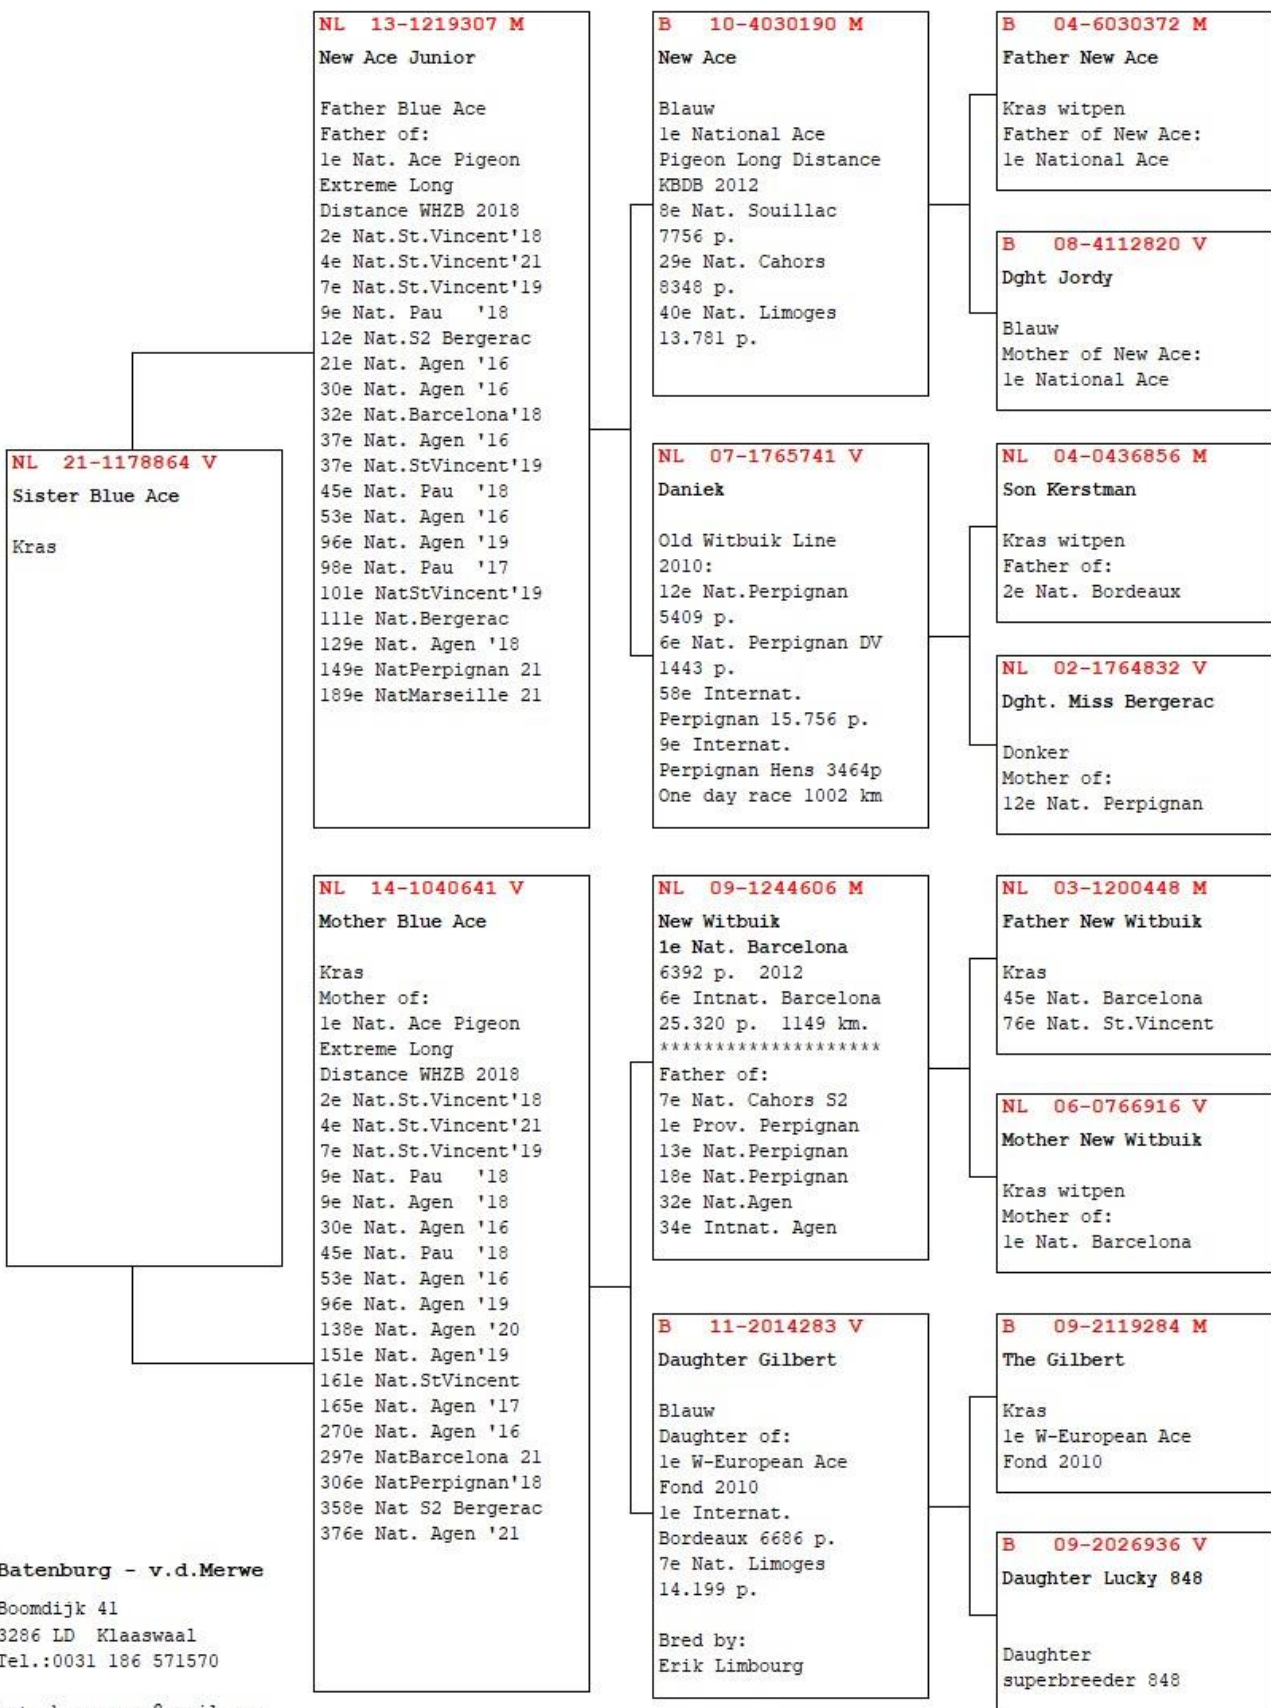 NL 21-1178864 V
Sister Blue Ace
Kras
NL 13-1219307 M
New Ace Junior
Father Blue Ace
Father of:
1e Nat. Ace Pigeon
Extreme Long
Distance WHZB 2018
2e Nat.St.Vincent'18
4e Nat.St.Vincent'21
7e Nat.St.Vincent'19
9e Nat. Pau '18
12e Nat.S2 Bergerac
21e Nat. Agen '16
30e Nat. Agen '16
32e Nat.Barcelona'18
37e Nat. Agen '16
37e Nat.StVincent'19
45e Nat. Pau '18
53e Nat. Agen '16
96e Nat. Agen '19
98e Nat. Pau '17
101e NatStVincent'19
111e Nat.Bergerac
129e Nat. Agen '18
149e NatPerpignan 21
189e NatMarseille 21
NL 14-1040641 V
Mother Blue Ace
Kras
Mother of:
1e Nat. Ace Pigeon
Extreme Long
Distance WHZB 2018
2e Nat.St.Vincent'18
4e Nat.St.Vincent'21
7e Nat.St.Vincent'19
9e Nat. Pau '18
9e Nat. Agen '18
30e Nat. Agen '16
45e Nat. Pau '18
53e Nat. Agen '16
96e Nat. Agen '19
138e Nat. Agen '20
151e Nat. Agen'19
161e Nat.StVincent
165e Nat. Agen '17
270e Nat. Agen '16
297e NatBarcelona 21
306e NatPerpignan'18
358e Nat S2 Bergerac
376e Nat. Agen '21
B 10-4030190 M
New Ace
Blauw
1e National Ace
Pigeon Long Distance
KBDB 2012
8e Nat. Souillac
7756 p.
29e Nat. Cahors
8348 p.
40e Nat. Limoges
13.781 p.
NL 07-1765741 V
Daniek
Old Witbuik Line
2010:
12e Nat.Perpignan
5409 p.
6e Nat. Perpignan DV
1443 p.
58e Internat.
Perpignan 15.756 p.
9e Internat.
Perpignan Hens 3464p
One day race 1002 km
NL 09-1244606 M
New Witbuik
1e Nat. Barcelona
6392 p. 2012
6e Intnat. Barcelona
25.320 p. 1149 km.
********************
Father of:
7e Nat. Cahors S2
1e Prov. Perpignan
13e Nat.Perpignan
18e Nat.Perpignan
32e Nat.Agen
34e Intnat. Agen
B 11-2014283 V
Daughter Gilbert
Blauw
Daughter of:
1e W-European Ace
Fond 2010
1e Internat.
Bordeaux 6686 p.
7e Nat. Limoges
14.199 p.
Bred by:
Erik Limbourg
B 04-6030372 M
Father New Ace
Kras witpen
Father of New Ace:
1e National Ace
B 08-4112820 V
Dght Jordy
Blauw
Mother of New Ace:
1e National Ace
NL 04-0436856 M
Son Kerstman
Kras witpen
Father of:
2e Nat. Bordeaux
NL 02-1764832 V
Dght. Miss Bergerac
Donker
Mother of:
12e Nat. Perpignan
NL 03-1200448 M
Father New Witbuik
Kras
45e Nat. Barcelona
76e Nat. St.Vincent
NL 06-0766916 V
Mother New Witbuik
Kras witpen
Mother of:
1e Nat. Barcelona
B 09-2119284 M
The Gilbert
Kras
1e W-European Ace
Fond 2010
B 09-2026936 V
Daughter Lucky 848
Daughter
superbreeder 848
Batenburg - v.d.Merwe
Boomdijk 41
3286 LD Klaaswaal
Tel.:0031 186 571570